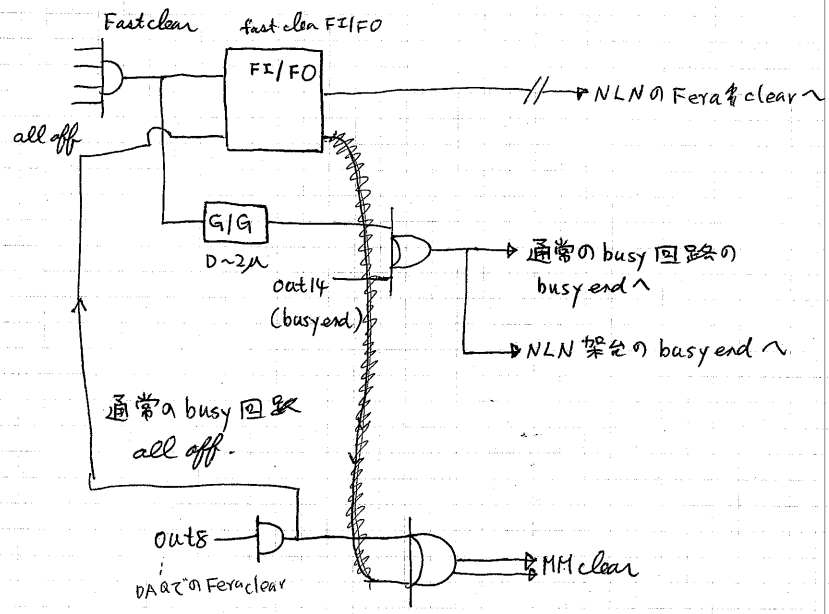 Fastclear
fast clea FI/FO
FI/FO
NLNのFera clearへ
all off
G/G
D~2μ
out14
(busyend)
通常のbusy回路の
busyendへ
NLN架台のbusyendへ
通常のbusy回路
all off.
out8
DAQでのFeraclear
MMclear